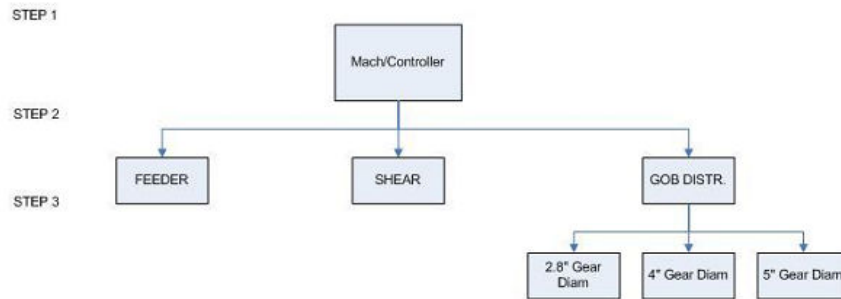 STEP 1
Mach/Controller
STEP 2
FEEDER
SHEAR
GOB DISTR.
STEP 3
2.8" Gear
Diam
4" Gear Diam
5" Gear Diam